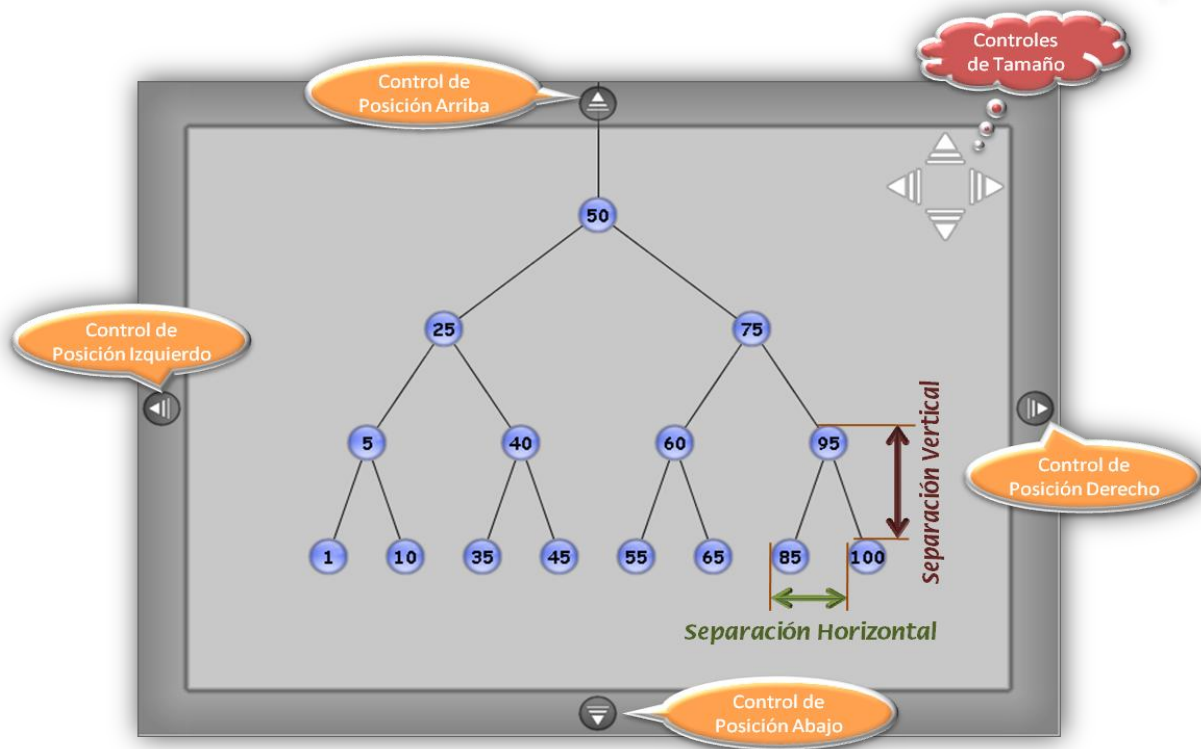 Controles
de Tamaño
Control de
Posición Arriba
50
25
75
Control de
Posición Izquierdo
5
40
60
95
Separación Vertical
Control de
Posición Derecho
1
10
35
45
55
65
85
100
Separación Horizontal
Control de
Posición Abajo